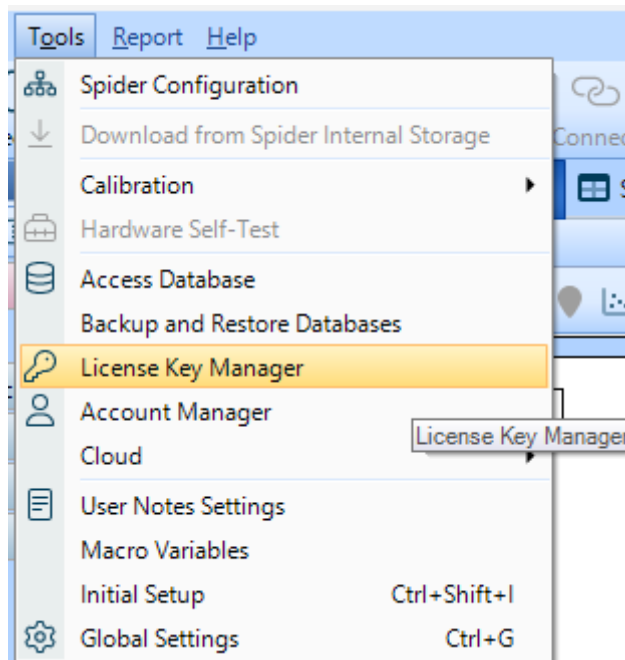 Tools Report Help
Spider Configuration
Download from Spider Internal Storage
Connec
Calibration
S
Hardware Self-Test
Access Database
Backup and Restore Databases
License Key Manager
Account Manager
License Key Manager
Cloud
User Notes Settings
Macro Variables
Initial Setup Ctrl+Shift+I
Global Settings Ctrl+G